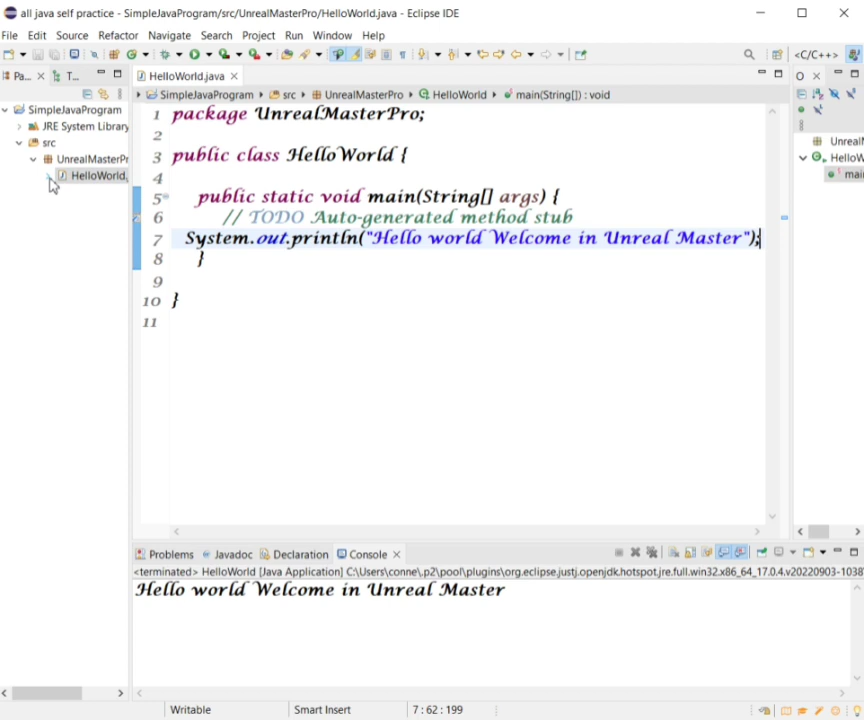 all java self practice - SimpleJavaProgram/src/UnrealMasterPro/HelloWorld.java - Eclipse IDE
File Edit Source Refactor Navigate Search Project Run Window Help
<C/C++>
Pa... T...
HelloWorld.java
O
SimpleJavaProgram src UnrealMasterPro HelloWorld main(String[]) : void
SimpleJavaProgram
JRE System Library
src
UnrealMasterPr
HelloWorld.
1 package UnrealMasterPro;
2
3 public class HelloWorld {
4
5 public static void main(String[] args) {
6 // TODO Auto-generated method stub
7 System.out.println("Hello world Welcome in Unreal Master");
8 }
9
10 }
11
Unreal
HelloW
mai
Problems Javadoc Declaration Console
<terminated> HelloWorld [Java Application] C:\Users\conne\.p2\pool\plugins\org.eclipse.justj.openjdk.hotspot.jre.full.win32.x86_64_17.0.4.v20220903-1038
Hello world Welcome in Unreal Master
Writable Smart Insert 7 : 62 : 199